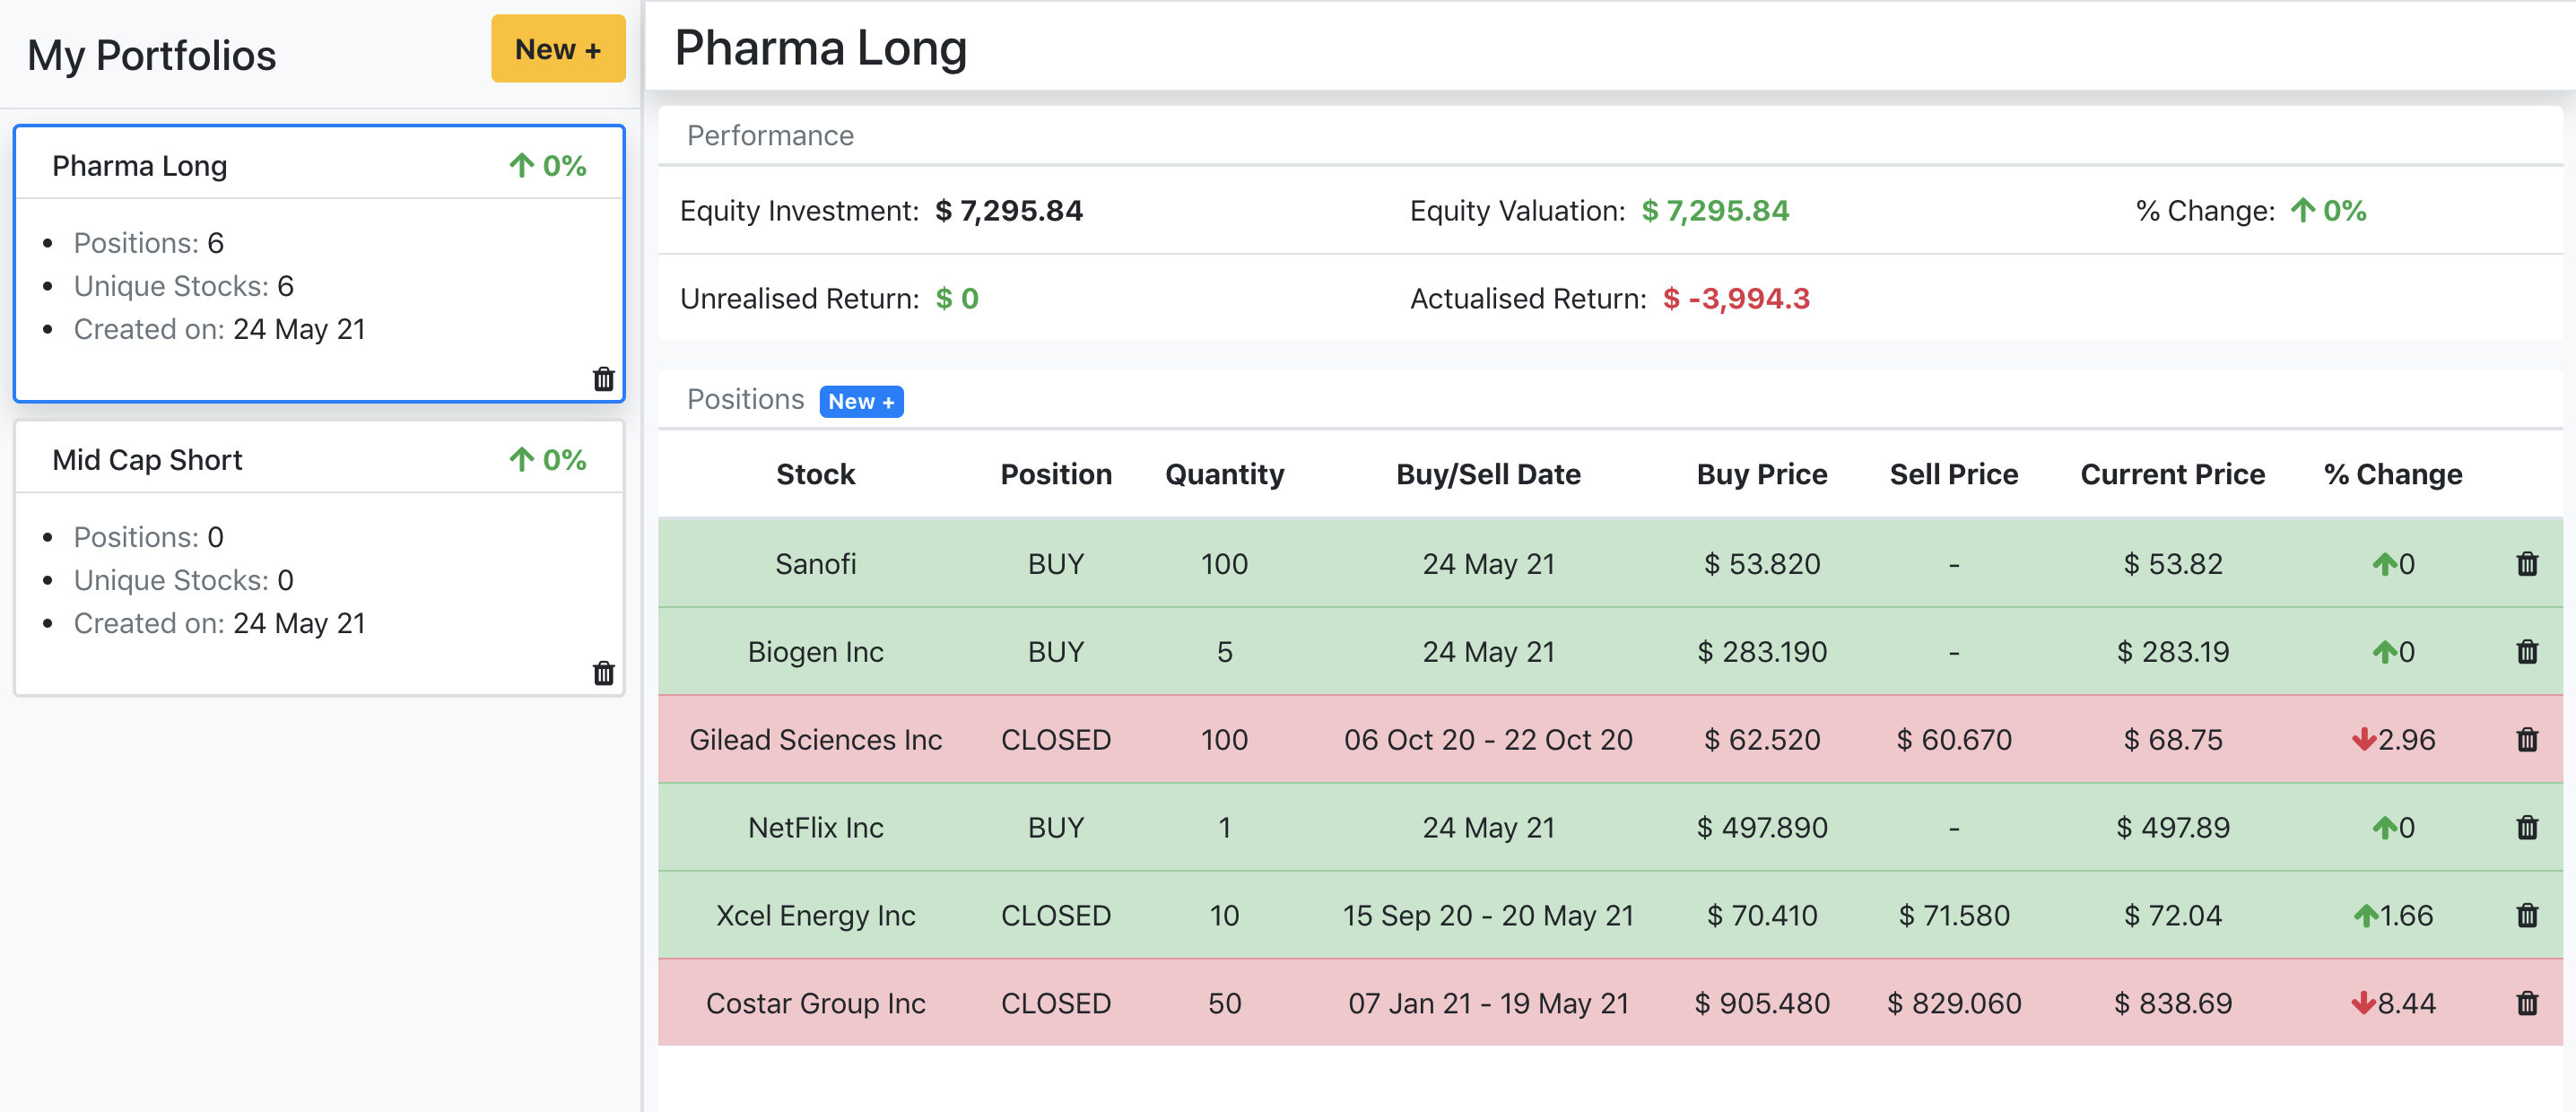 My Portfolios
New +
Pharma Long 0%
Positions: 6
Unique Stocks: 6
Created on: 24 May 21
Mid Cap Short 0%
Positions: 0
Unique Stocks: 0
Created on: 24 May 21
Pharma Long
Performance
Equity Investment: $ 7,295.84 Equity Valuation: $ 7,295.84 % Change: 0%
Unrealised Return: $ 0 Actualised Return: $ -3,994.3
Positions New +
Stock Position Quantity Buy/Sell Date Buy Price Sell Price Current Price % Change
Sanofi BUY 100 24 May 21 $ 53.820 - $ 53.82 0
Biogen Inc BUY 5 24 May 21 $ 283.190 - $ 283.19 0
Gilead Sciences Inc CLOSED 100 06 Oct 20 - 22 Oct 20 $ 62.520 $ 60.670 $ 68.75 2.96
NetFlix Inc BUY 1 24 May 21 $ 497.890 - $ 497.89 0
Xcel Energy Inc CLOSED 10 15 Sep 20 - 20 May 21 $ 70.410 $ 71.580 $ 72.04 1.66
Costar Group Inc CLOSED 50 07 Jan 21 - 19 May 21 $ 905.480 $ 829.060 $ 838.69 8.44